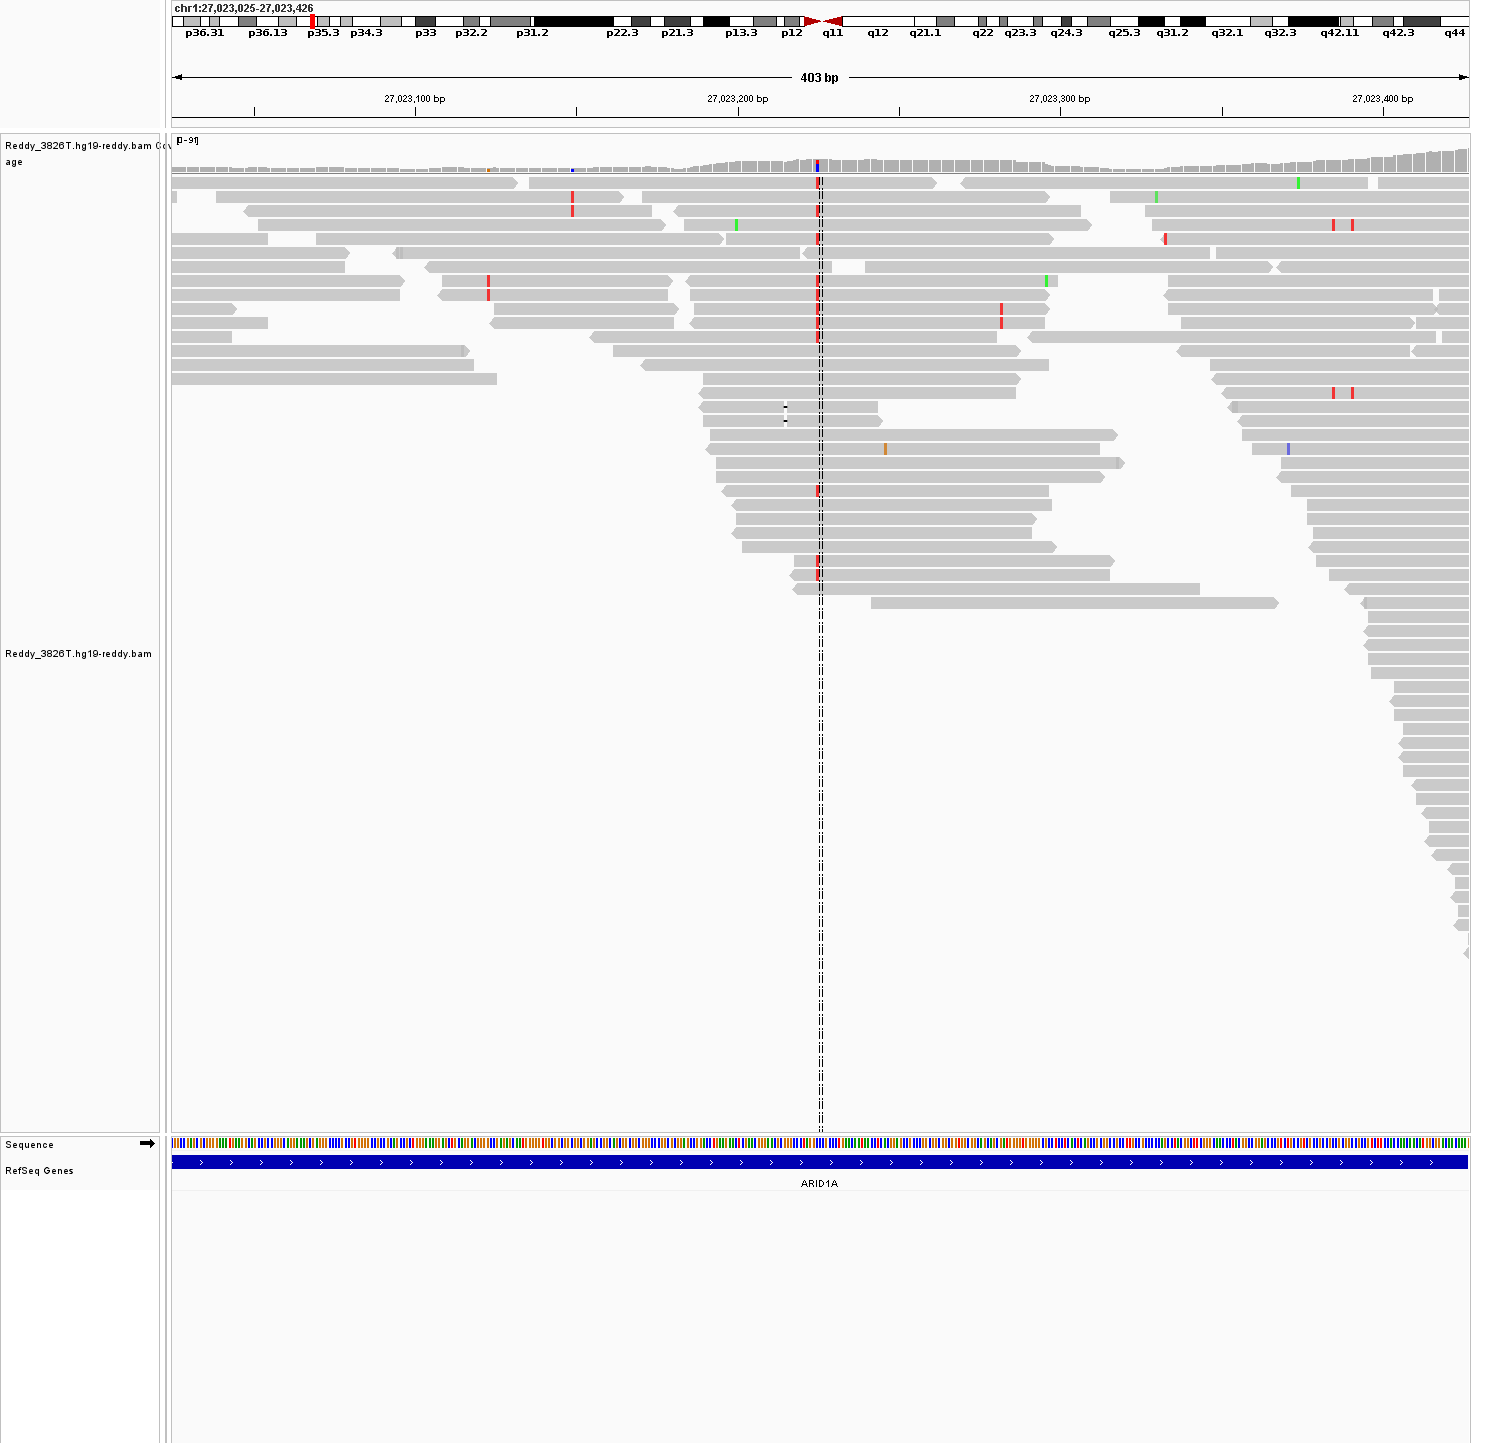 chr1:27,023,025-27,023,426
p36.31 p36.13 p35.3 p34.3 p33 p32.2 p31.2 p22.3 p21.3 p13.3 p12 q11 q12 q21.1 q22 q23.3 q24.3 q25.3 q31.2 q32.1 q32.3 q42.11 q42.3 q44
403 bp
27,023,100 bp 27,023,200 bp 27,023,300 bp 27,023,400 bp
[0-91]
Reddy_3826T.hg19-reddy.bam Cov
age
Reddy_3826T.hg19-reddy.bam
Sequence
RefSeq Genes
ARID1A